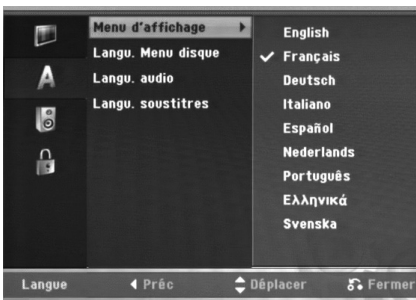 Menu d'affichage
Langu. Menu disque
Langu. audio
Langu. soustitres
English
Français
Deutsch
Italiano
Español
Nederlands
Português
Ελληνικά
Svenska
A
Langue
Préc
Déplacer
Fermer